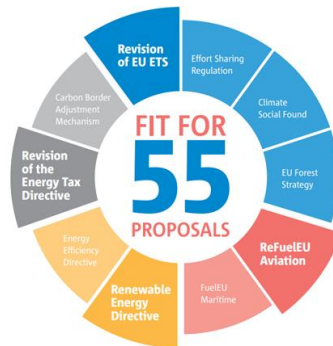 Revision
of EU ETS
Effort Sharing
Regulation
Climate
Social Found
EU Forest
Strategy
ReFuelEU
Aviation
FuelEU
Maritime
Renewable
Energy
Directive
Energy
Efficiency
Directive
Revision
of the
Energy Tax
Directive
Carbon Border
Adjustment
Mechanism
FIT FOR
55
PROPOSALS